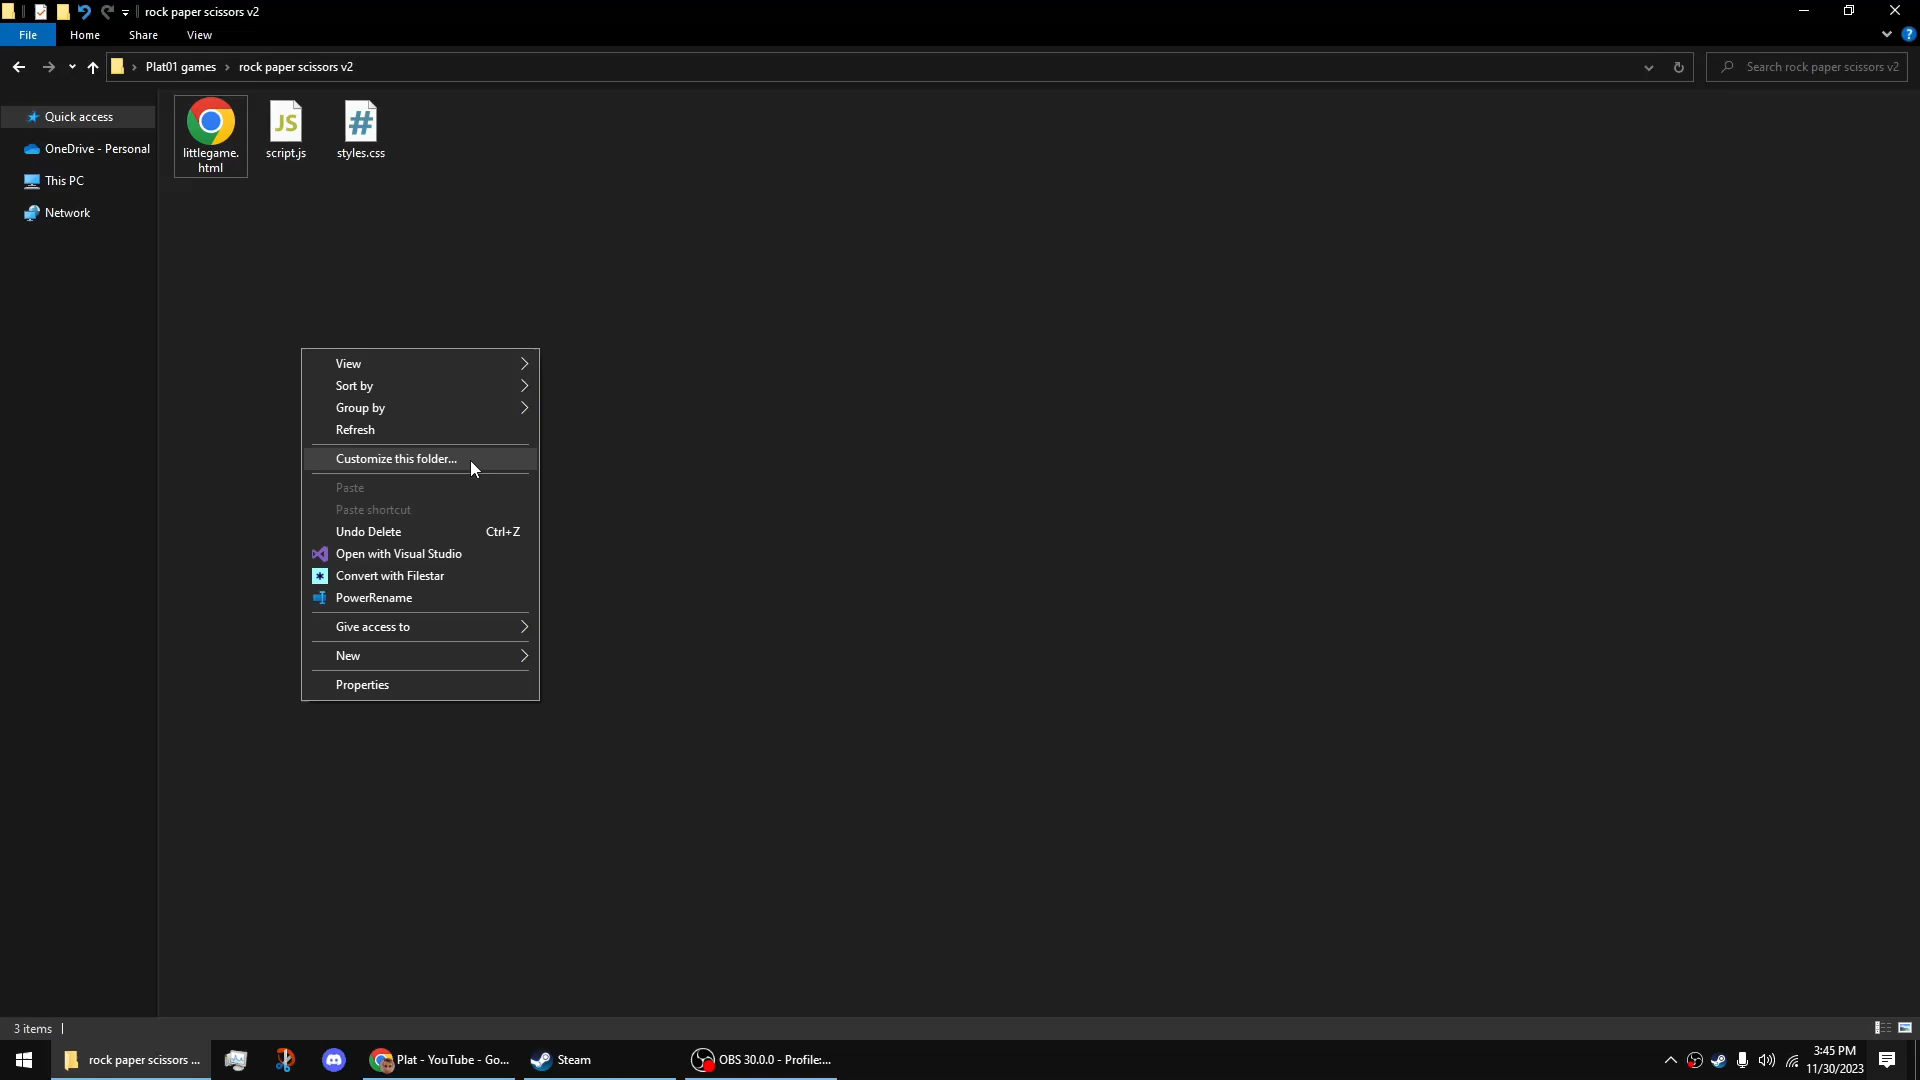 rock paper scissors v2
File Home Share View
Plat01 games rock paper scissors v2 Search rock paper scissors v2
Quick access
OneDrive - Personal
This PC
Network
littlegame.
html
JS
script.js
#
styles.css
View
Sort by
Group by
Refresh
Customize this folder...
Paste
Paste shortcut
Undo Delete Ctrl+Z
Open with Visual Studio
Convert with Filestar
PowerRename
Give access to
New
Properties
3 items
rock paper scissors ... Plat - YouTube - Go... Steam OBS 30.0.0 - Profile:...
3:45 PM
11/30/2023